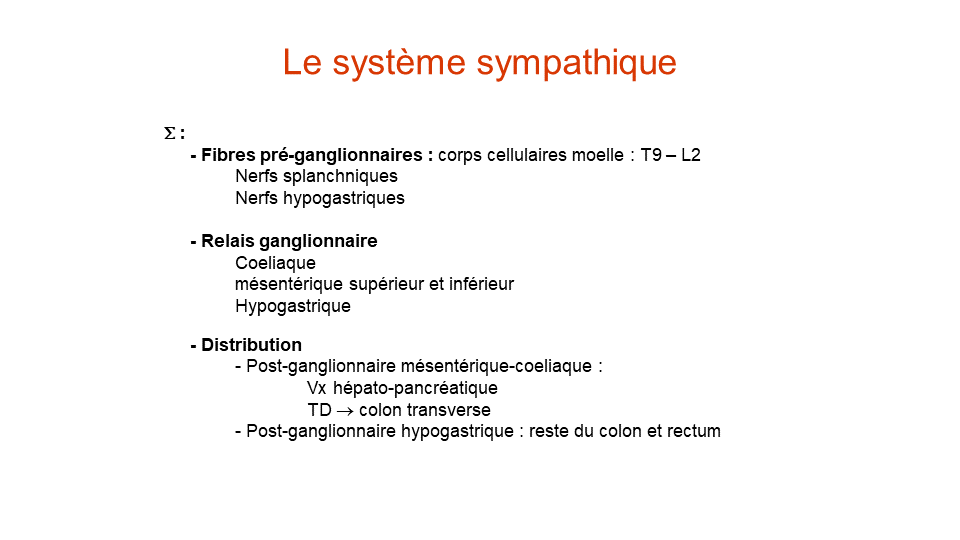 Le système sympathique
Σ :
- Fibres pré-ganglionnaires : corps cellulaires moelle : T9 – L2
Nerfs splanchniques
Nerfs hypogastriques
- Relais ganglionnaire
Coeliaque
mésentérique supérieur et inférieur
Hypogastrique
- Distribution
- Post-ganglionnaire mésentérique-coeliaque :
Vx hépato-pancréatique
TD → colon transverse
- Post-ganglionnaire hypogastrique : reste du colon et rectum